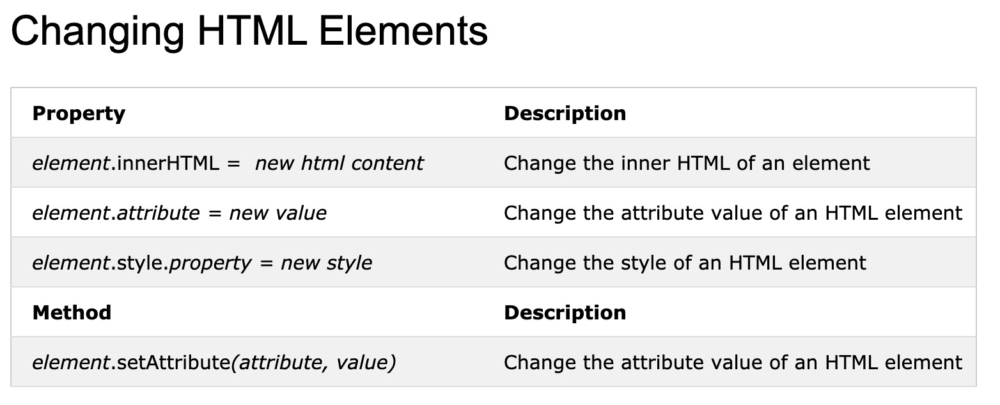 Changing HTML Elements
Property Description
element.innerHTML =  new html content Change the inner HTML of an element
element.attribute = new value Change the attribute value of an HTML element
element.style.property = new style Change the style of an HTML element
Method Description
element.setAttribute(attribute, value) Change the attribute value of an HTML element